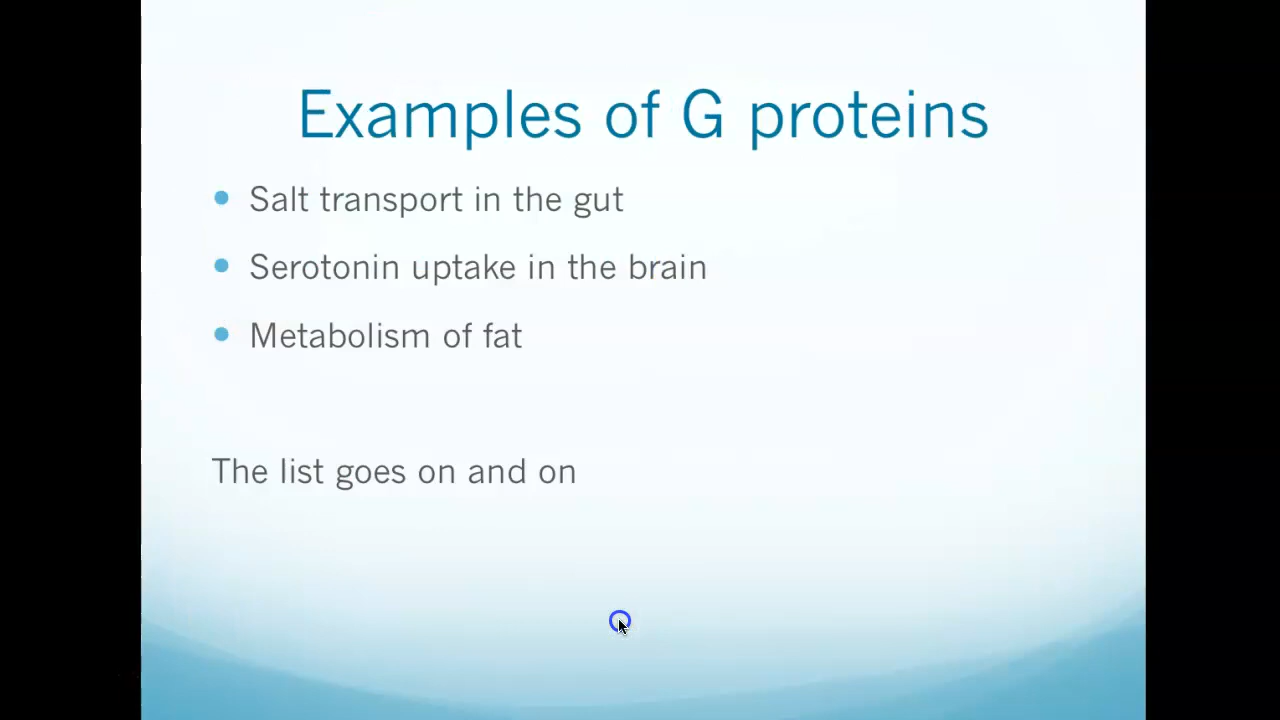 Examples of G proteins
Salt transport in the gut
Serotonin uptake in the brain
Metabolism of fat
The list goes on and on